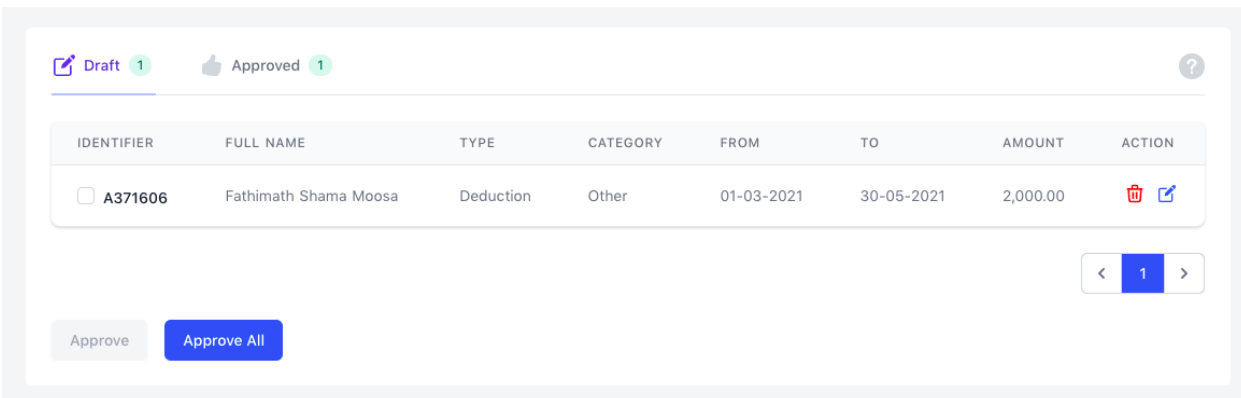 Draft 1 Approved 1 ?
IDENTIFIER FULL NAME TYPE CATEGORY FROM TO AMOUNT ACTION
A371606 Fathimath Shama Moosa Deduction Other 01-03-2021 30-05-2021 2,000.00
< 1 >
Approve Approve All